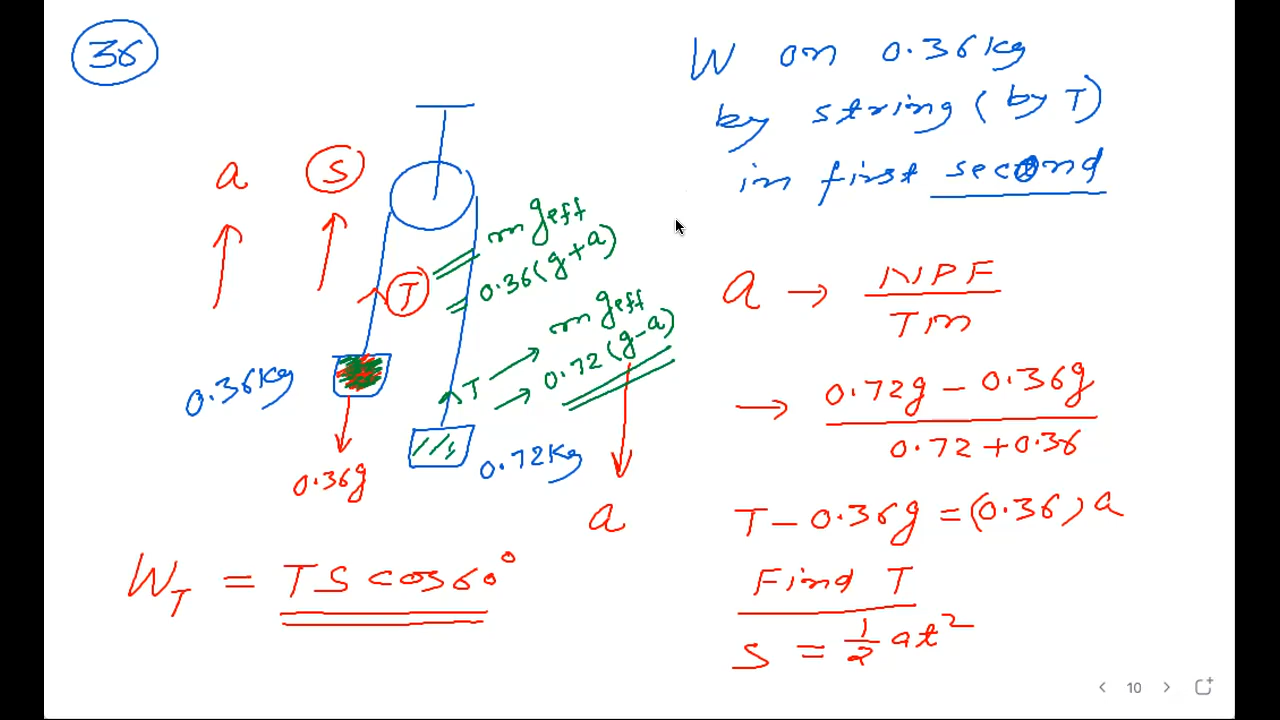 36
W on 0.36kg
by string (by T)
in first second
a
S
m geff
0.36(g+a)
T
m geff
T
0.72(g-a)
0.36kg
0.72kg
0.36g
a
W_T = TS cos60°
a → NPF / Tm
→ 0.72g - 0.36g / 0.72+0.36
T - 0.36g = (0.36)a
Find T
S = 1/2 at²
10